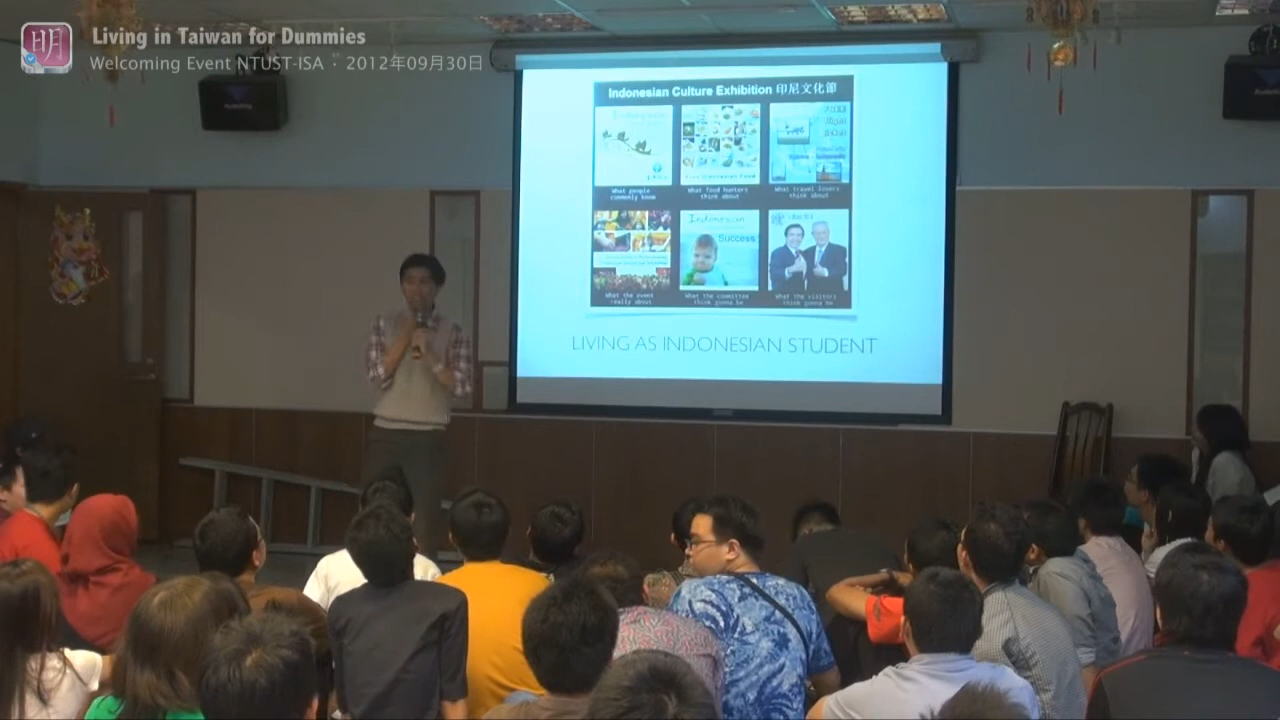 明
Living in Taiwan for Dummies
Welcoming Event NTUST-ISA 2012年09月30日
Indonesian Culture Exhibition 印尼文化節
What people
commonly know
What food hunters
think about
What travel lovers
think about
Indonesian
Success
What the event
really about
What the committee
think gonna be
What the visitors
think gonna be
LIVING AS INDONESIAN STUDENT